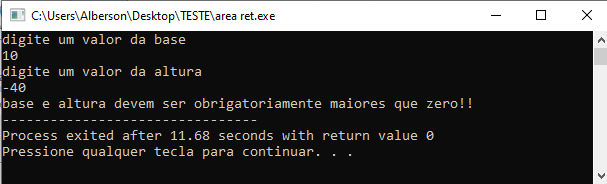 C:\Users\Alberson\Desktop\TESTE\area ret.exe
digite um valor da base
10
digite um valor da altura
-40
base e altura devem ser obrigatoriamente maiores que zero!!
--------------------------------
Process exited after 11.68 seconds with return value 0
Pressione qualquer tecla para continuar. . .